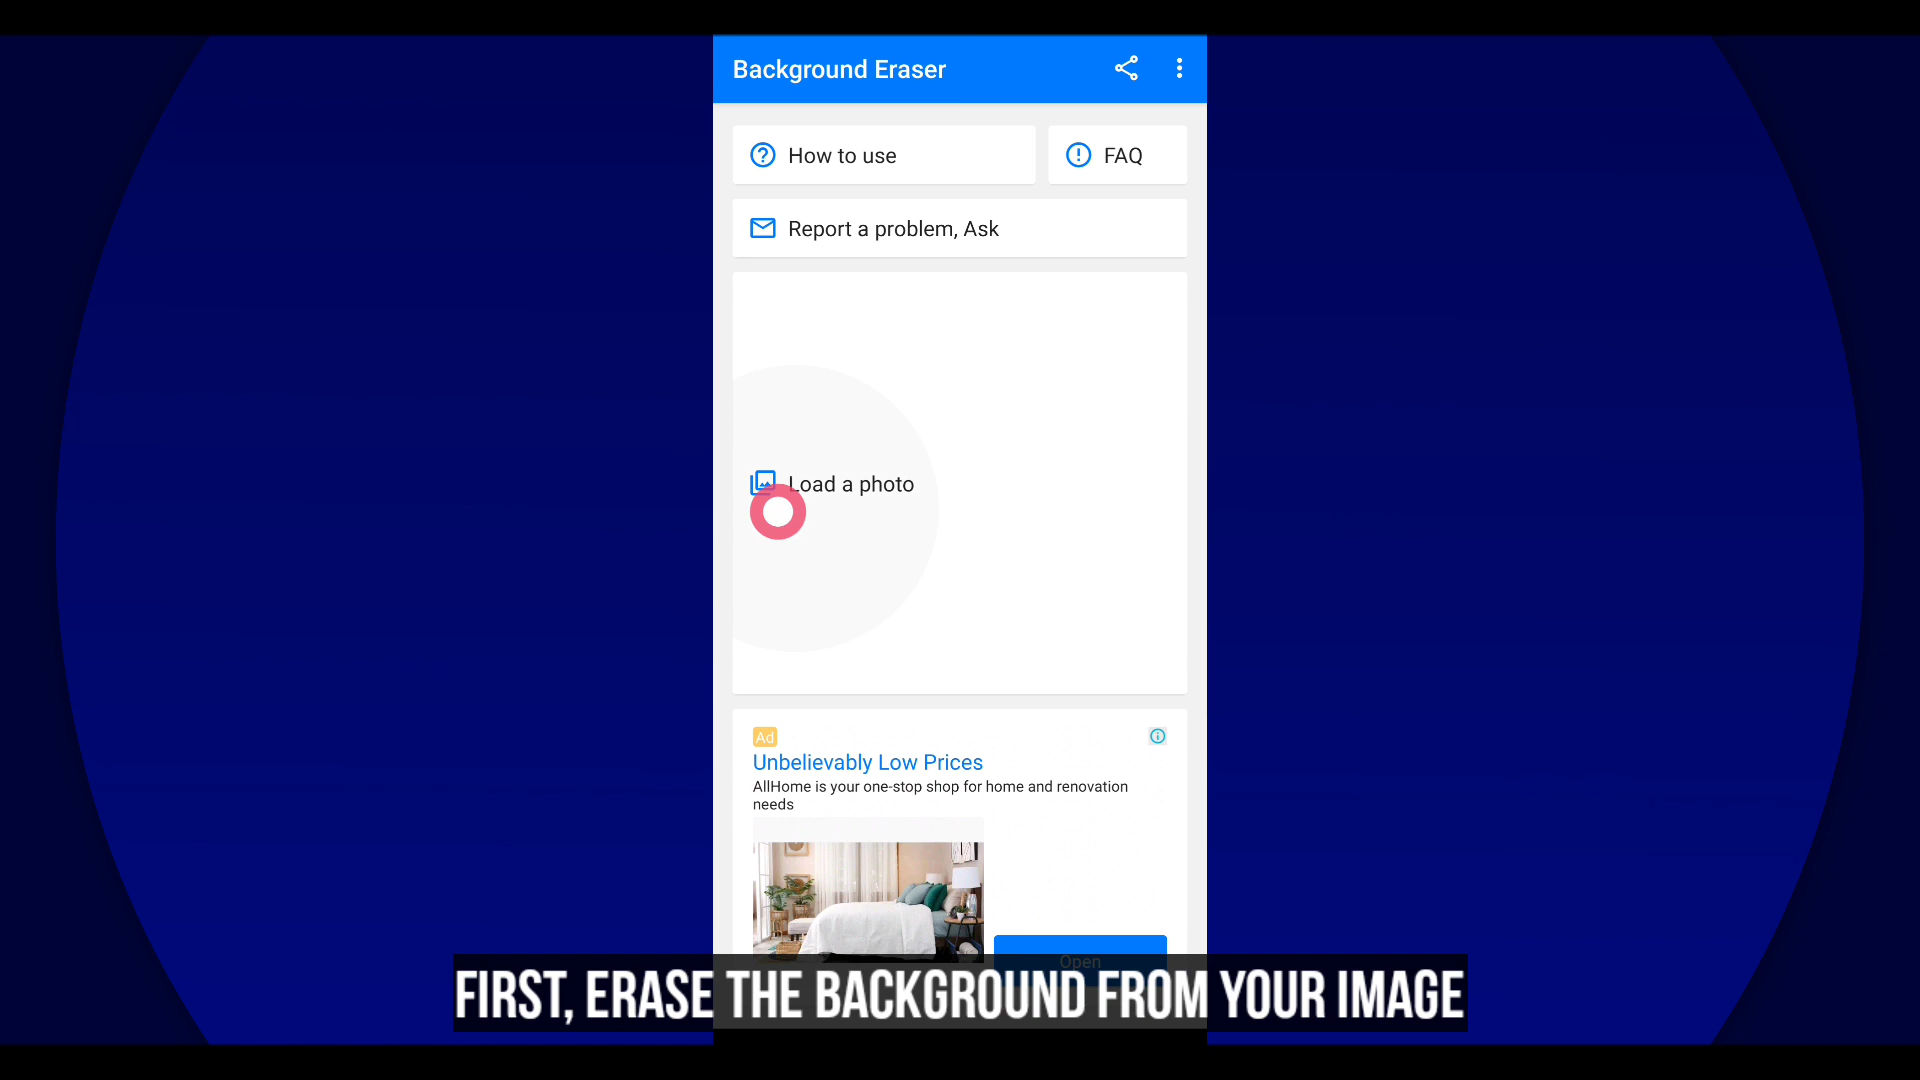 Background Eraser
How to use
FAQ
Report a problem, Ask
Load a photo
Ad
Unbelievably Low Prices
AllHome is your one-stop shop for home and renovation
needs
Open
FIRST, ERASE THE BACKGROUND FROM YOUR IMAGE